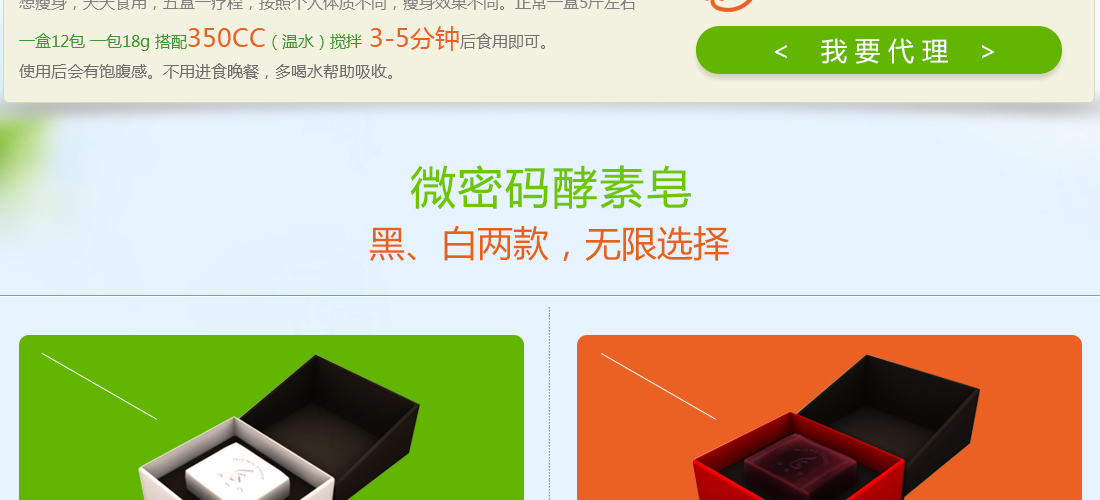 想瘦身，天天食用，五盒一疗程，按照个人体质不同，瘦身效果不同。正常一盒5斤左右
一盒12包 一包18g 搭配350CC（温水）搅拌 3-5分钟后食用即可。
使用后会有饱腹感。不用进食晚餐，多喝水帮助吸收。
< 我要代理 >
微密码酵素皂
黑、白两款，无限选择